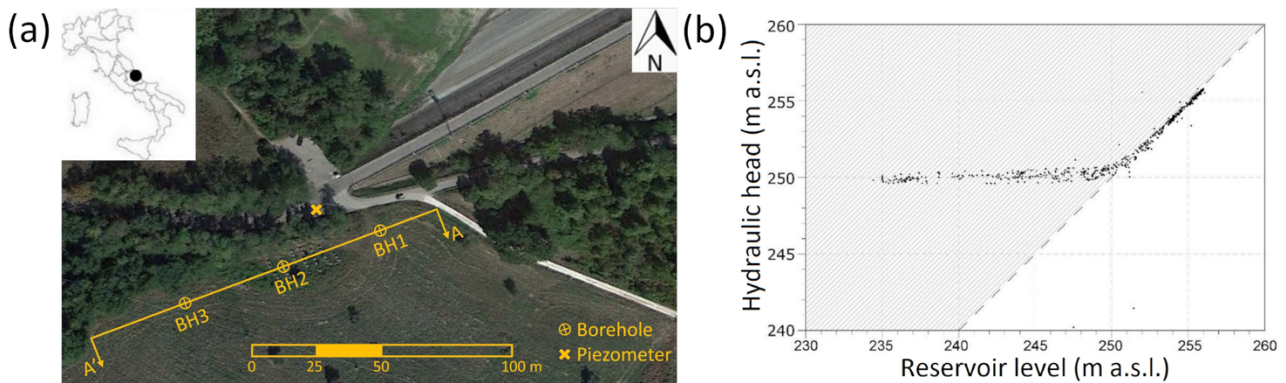 (a)
N
BH1
A
BH2
BH3
A'
Borehole
Piezometer
0 25 50 100 m
(b)
Hydraulic head (m a.s.l.)
260
255
250
245
240
230 235 240 245 250 255 260
Reservoir level (m a.s.l.)